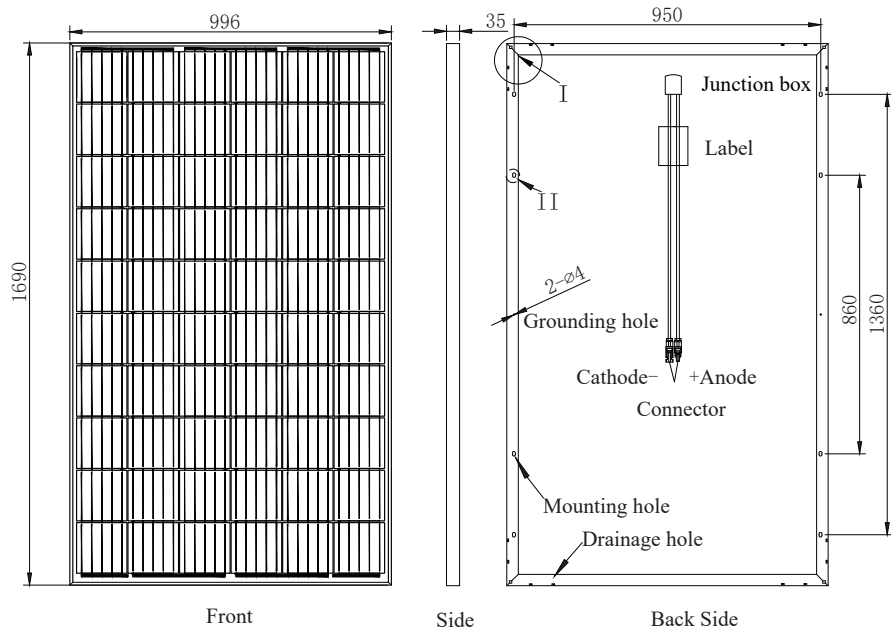 996
35
950
I
Junction box
Label
II
1690
2-⌀4
Grounding hole
860
1360
Cathode-
+Anode
Connector
Mounting hole
Drainage hole
Front
Side
Back Side